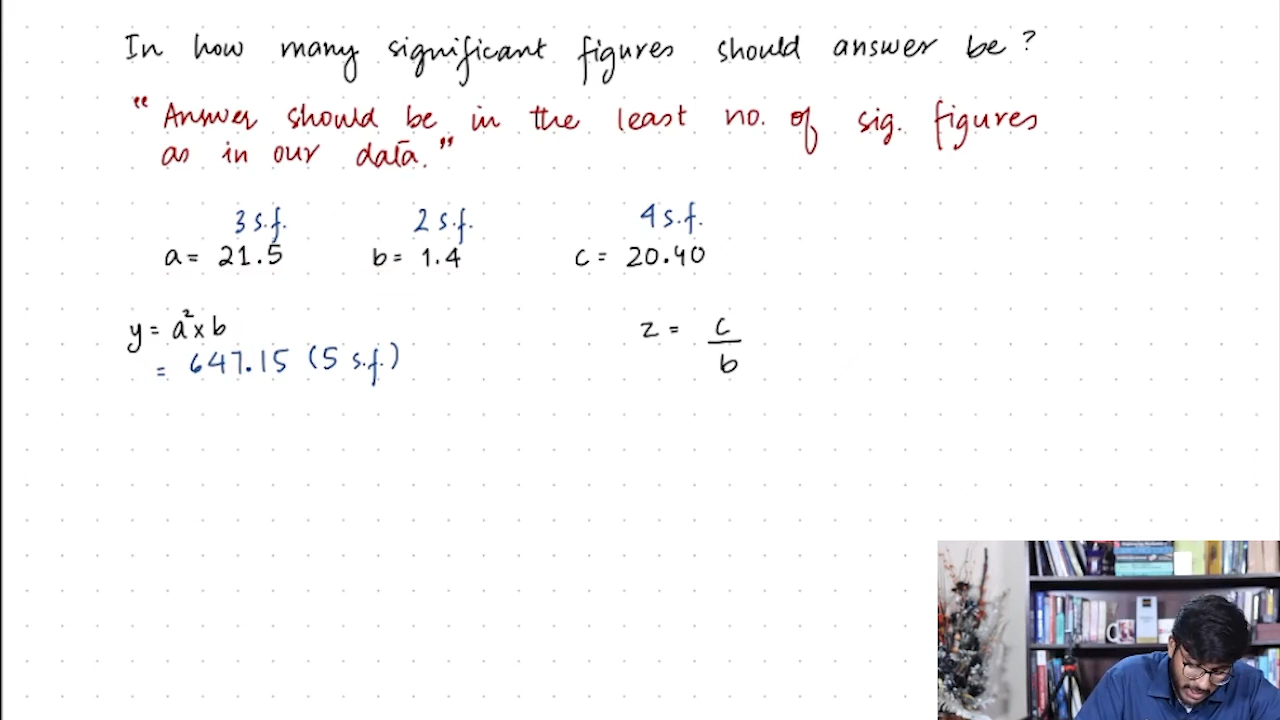 In how many significant figures should answer be?
"Answer should be in the least no. of sig. figures
as in our data."
3 s.f. 2 s.f. 4 s.f.
a = 21.5 b = 1.4 c = 20.40
y = a² x b z = c / b
= 647.15 (5 s.f.)